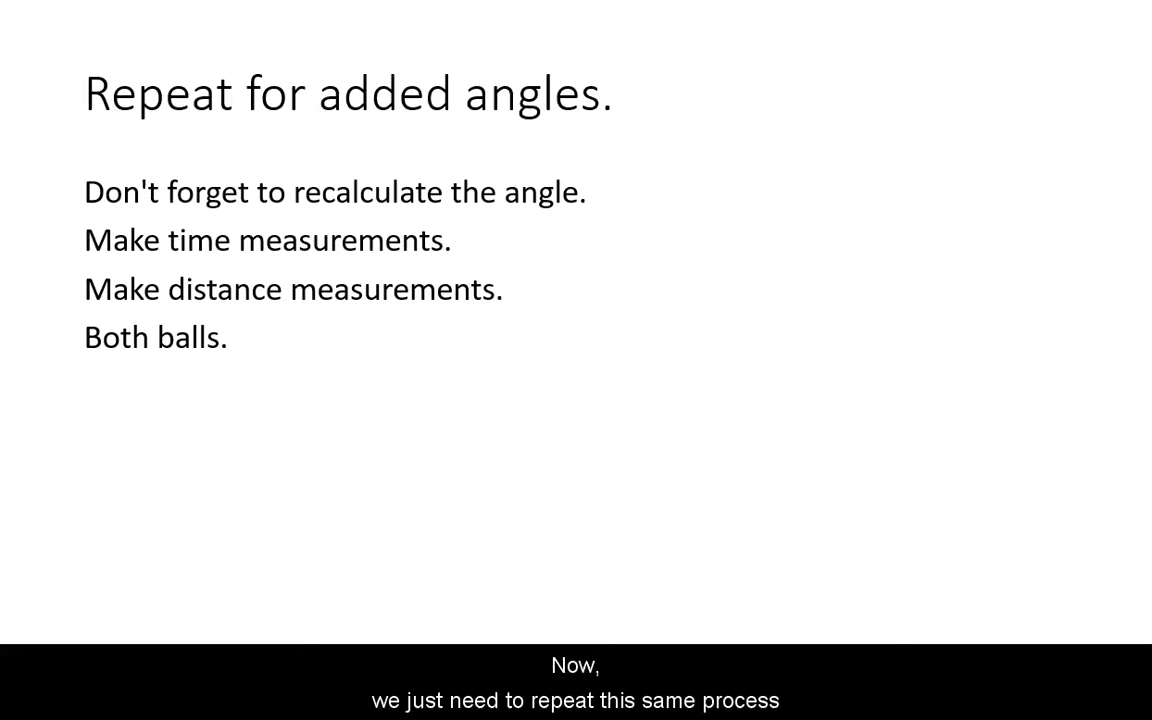 Repeat for added angles.
Don't forget to recalculate the angle.
Make time measurements.
Make distance measurements.
Both balls.
Now,
we just need to repeat this same process